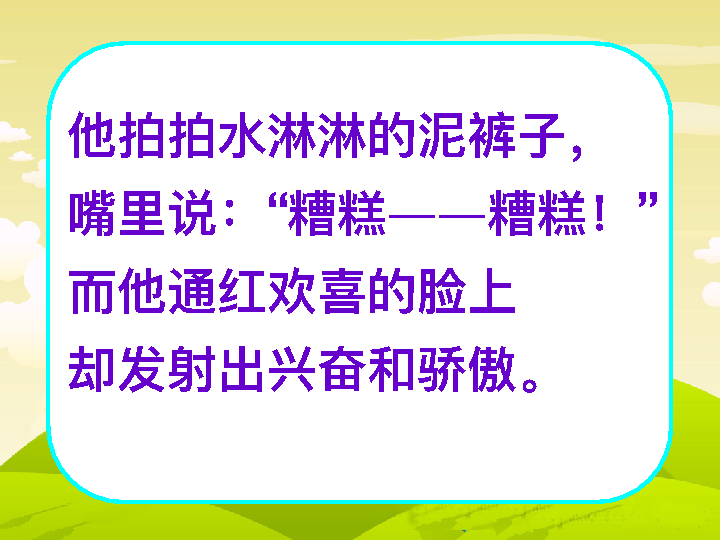 他拍拍水淋淋的泥裤子，
嘴里说：“糟糕——糟糕！”
而他通红欢喜的脸上
却发射出兴奋和骄傲。